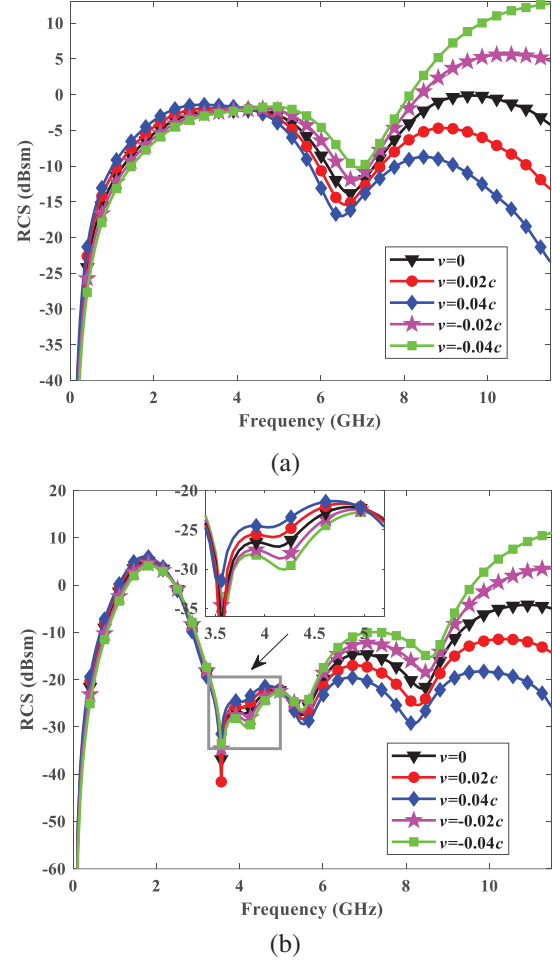 10
5
0
-5
-10
-15
-20
-25
-30
-35
-40
RCS (dBsm)
v=0
v=0.02c
v=0.04c
v=-0.02c
v=-0.04c
0 2 4 6 8 10
Frequency (GHz)
(a)
20
10
0
-10
-20
-30
-40
-50
-60
RCS (dBsm)
-20
-25
-30
-35
3.5 4 4.5 5
v=0
v=0.02c
v=0.04c
v=-0.02c
v=-0.04c
0 2 4 6 8 10
Frequency (GHz)
(b)